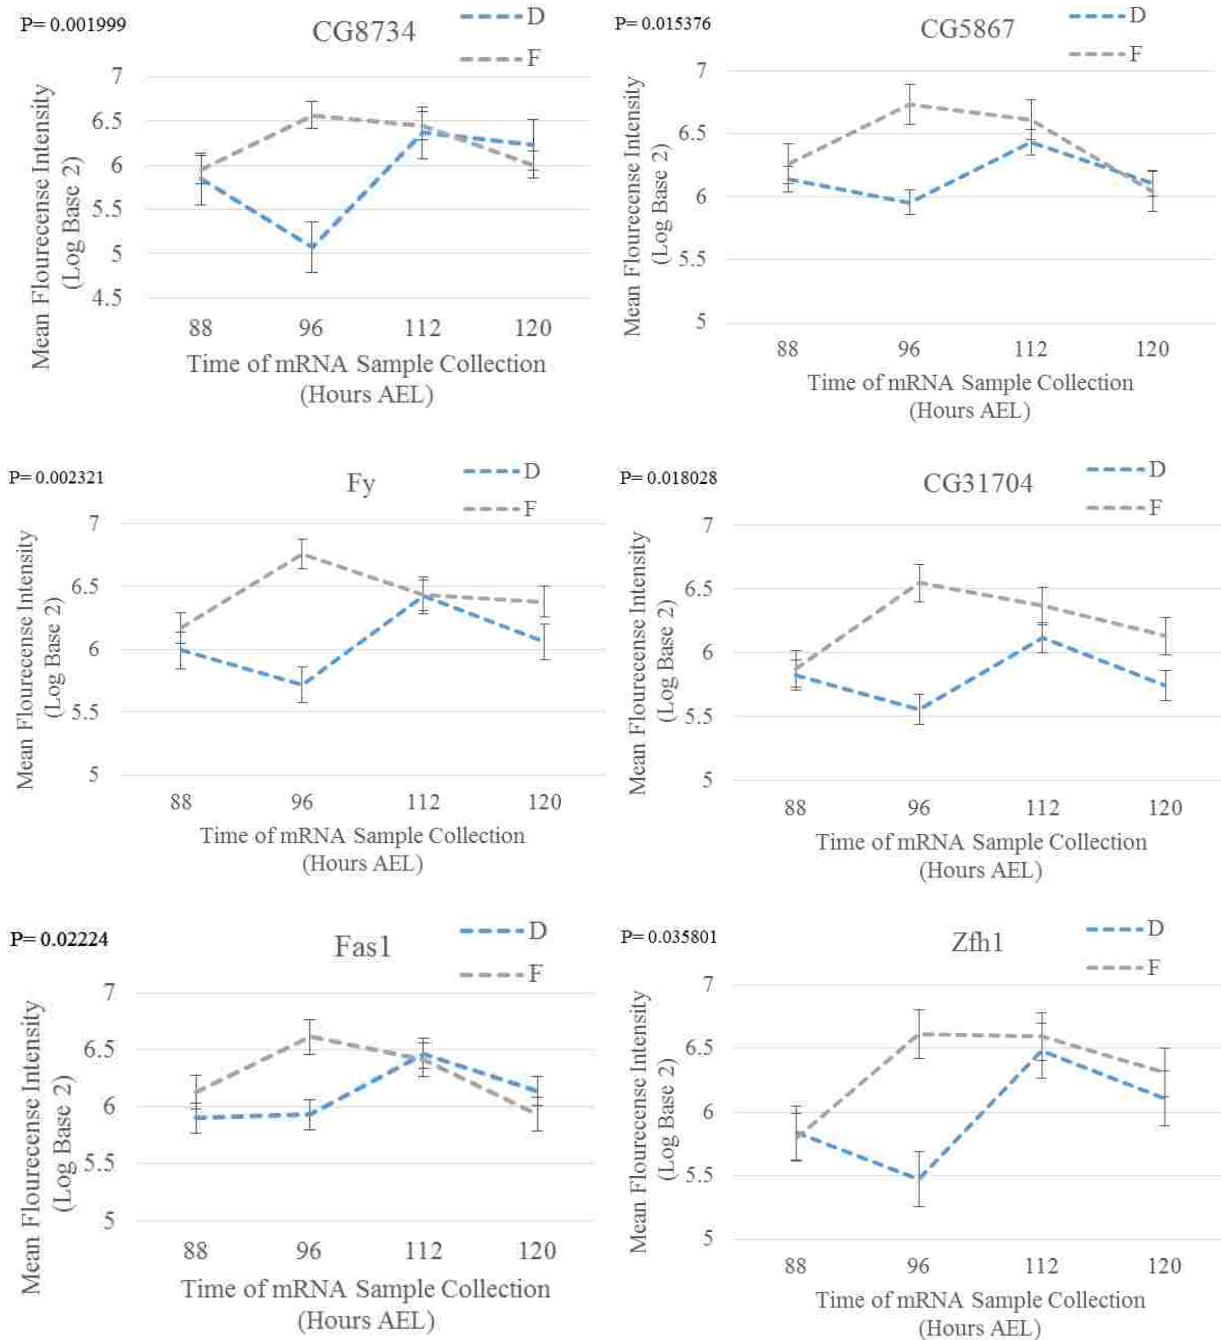 P= 0.001999
CG8734
D
F
Mean Flourecense Intensity
(Log Base 2)
7
6.5
6
5.5
5
4.5
88 96 112 120
Time of mRNA Sample Collection
(Hours AEL)
P= 0.015376
CG5867
D
F
Mean Flourecense Intensity
(Log Base 2)
7
6.5
6
5.5
5
88 96 112 120
Time of mRNA Sample Collection
(Hours AEL)
P= 0.002321
Fy
D
F
Mean Flourecense Intensity
(Log Base 2)
7
6.5
6
5.5
5
88 96 112 120
Time of mRNA Sample Collection
(Hours AEL)
P= 0.018028
CG31704
D
F
Mean Flourecense Intensity
(Log Base 2)
7
6.5
6
5.5
5
88 96 112 120
Time of mRNA Sample Collection
(Hours AEL)
P= 0.02224
Fas1
D
F
Mean Flourecense Intensity
(Log Base 2)
7
6.5
6
5.5
5
88 96 112 120
Time of mRNA Sample Collection
(Hours AEL)
P= 0.035801
Zfh1
D
F
Mean Flourecense Intensity
(Log Base 2)
7
6.5
6
5.5
5
88 96 112 120
Time of mRNA Sample Collection
(Hours AEL)